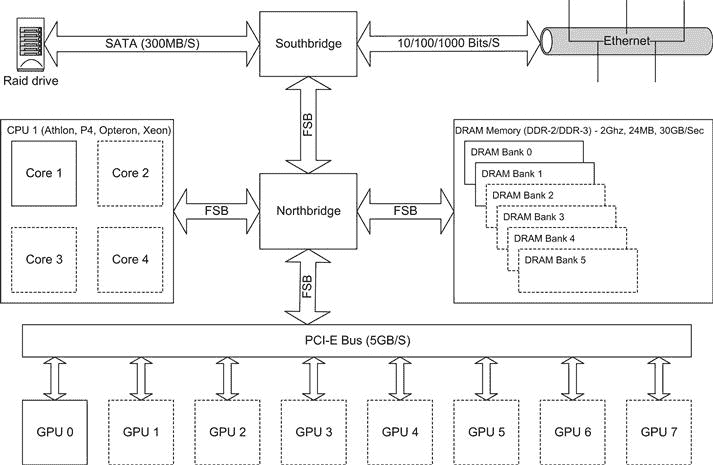 SATA (300MB/S)
Southbridge
10/100/1000 Bits/S
Ethernet
Raid drive
FSB
CPU 1 (Athlon, P4, Opteron, Xeon)
Core 1
Core 2
Core 3
Core 4
FSB
Northbridge
FSB
DRAM Memory (DDR-2/DDR-3) - 2Ghz, 24MB, 30GB/Sec
DRAM Bank 0
DRAM Bank 1
DRAM Bank 2
DRAM Bank 3
DRAM Bank 4
DRAM Bank 5
FSB
PCI-E Bus (5GB/S)
GPU 0
GPU 1
GPU 2
GPU 3
GPU 4
GPU 5
GPU 6
GPU 7